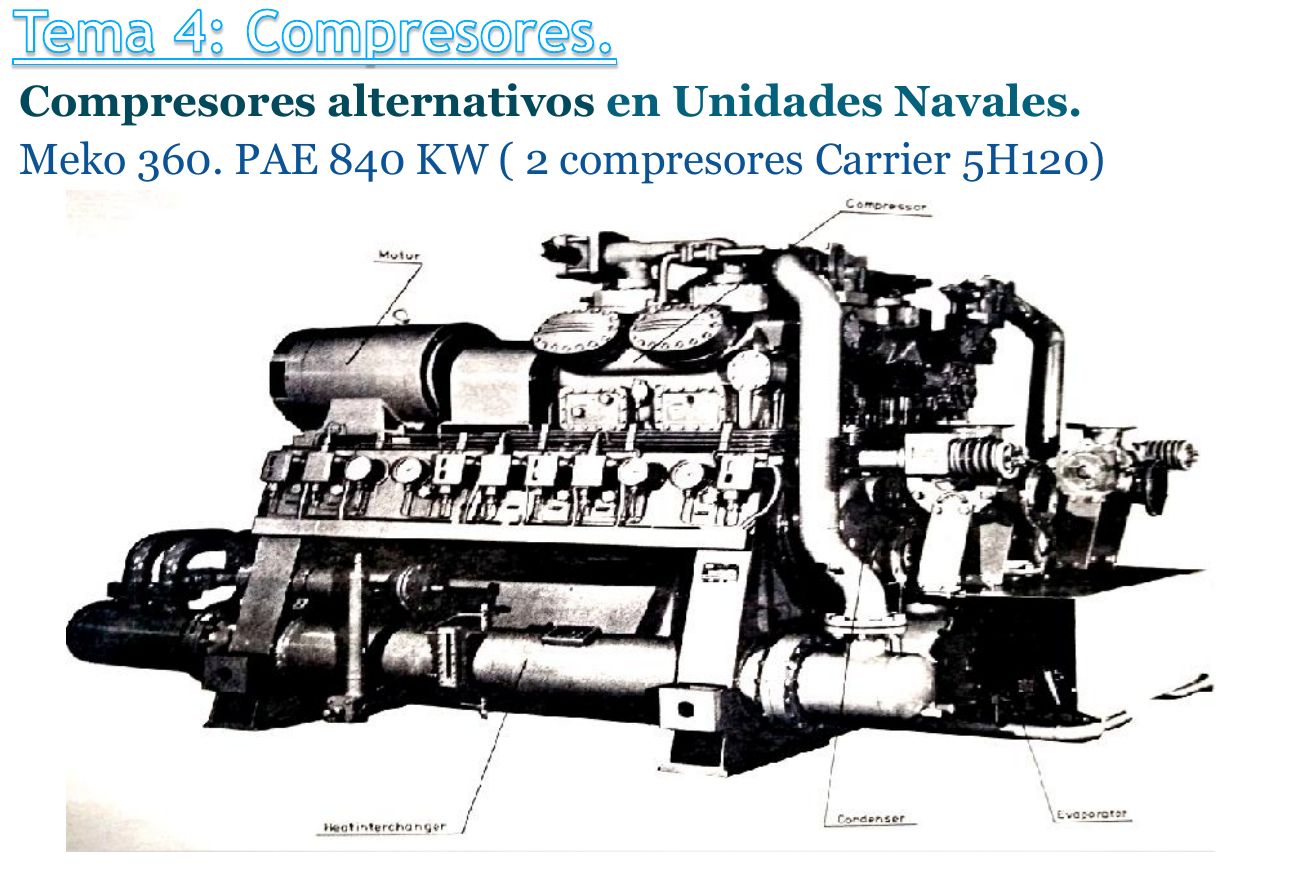 Tema 4: Compresores.
Compresores alternativos en Unidades Navales.
Meko 360. PAE 840 KW ( 2 compresores Carrier 5H120)
Compressor
Motor
Heatinterchanger
Condenser
Evaporator